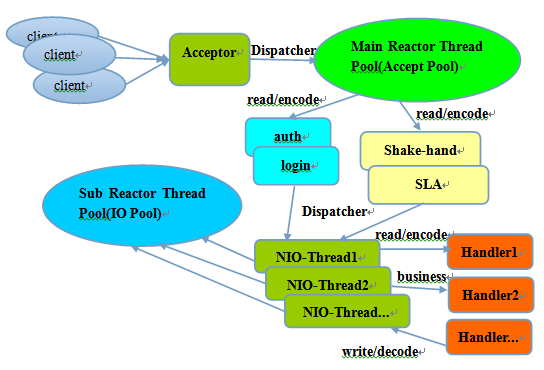 client
client
client
Acceptor
Dispatcher
Main Reactor Thread
Pool(Accept Pool)
read/encode
read/encode
auth
login
Shake-hand
SLA
Sub Reactor Thread
Pool(IO Pool)
Dispatcher
read/encode
NIO-Thread1
NIO-Thread2
NIO-Thread...
business
Handler1
Handler2
Handler...
write/decode